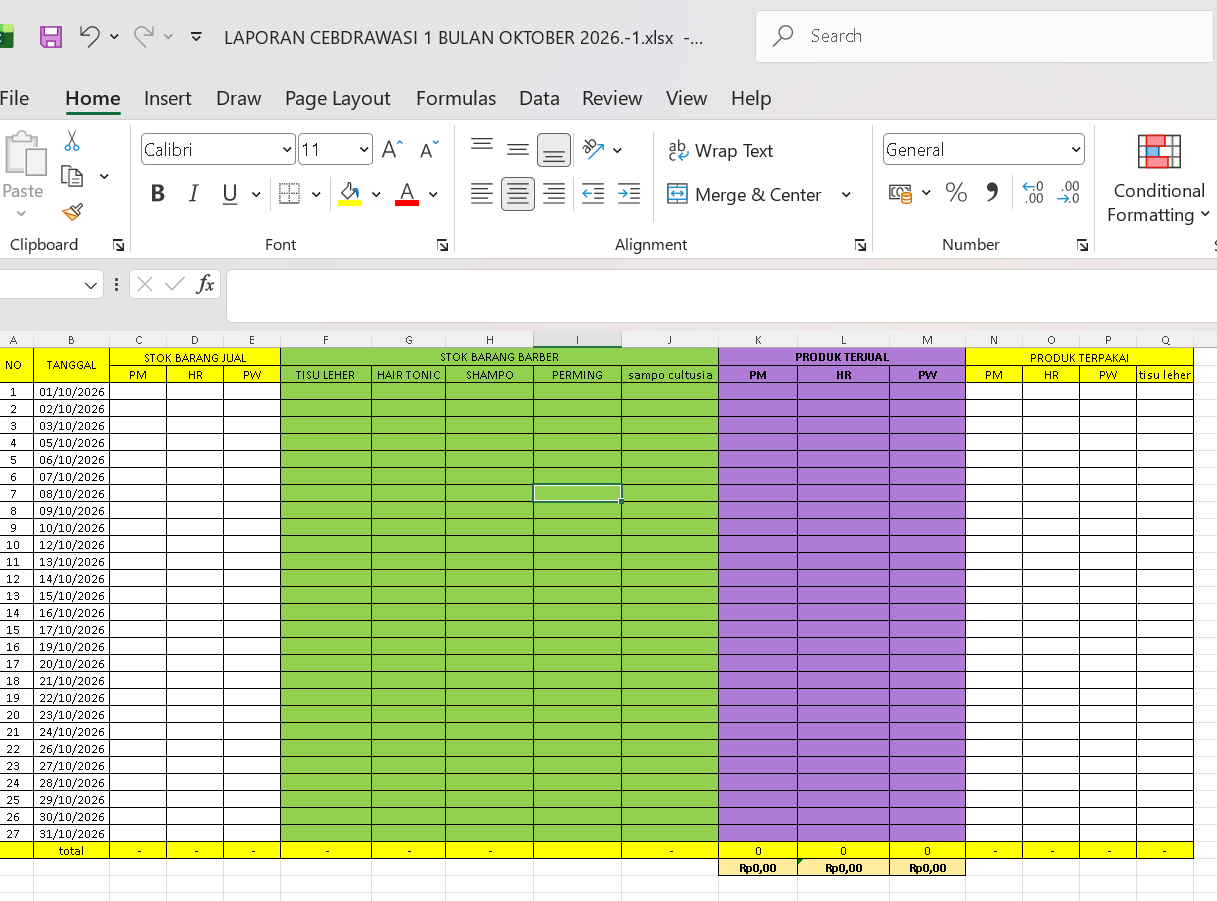 LAPORAN CEBDRAWASI 1 BULAN OKTOBER 2026.-1.xlsx -...
Search
File Home Insert Draw Page Layout Formulas Data Review View Help
Calibri 11 Wrap Text General
Paste B I U A Merge & Center % Conditional Formatting
Clipboard Font Alignment Number
fx
A B C D E F G H I J K L M N O P Q
NO TANGGAL STOK BARANG JUAL STOK BARANG BARBER PRODUK TERJUAL PRODUK TERPAKAI
PM HR PW TISU LEHER HAIR TONIC SHAMPO PERMING sampo cultusia PM HR PW PM HR PW tisu leher
1 01/10/2026
2 02/10/2026
3 03/10/2026
4 05/10/2026
5 06/10/2026
6 07/10/2026
7 08/10/2026
8 09/10/2026
9 10/10/2026
10 12/10/2026
11 13/10/2026
12 14/10/2026
13 15/10/2026
14 16/10/2026
15 17/10/2026
16 19/10/2026
17 20/10/2026
18 21/10/2026
19 22/10/2026
20 23/10/2026
21 24/10/2026
22 26/10/2026
23 27/10/2026
24 28/10/2026
25 29/10/2026
26 30/10/2026
27 31/10/2026
total - - - - - - - 0 0 0 - - - -
Rp0,00 Rp0,00 Rp0,00